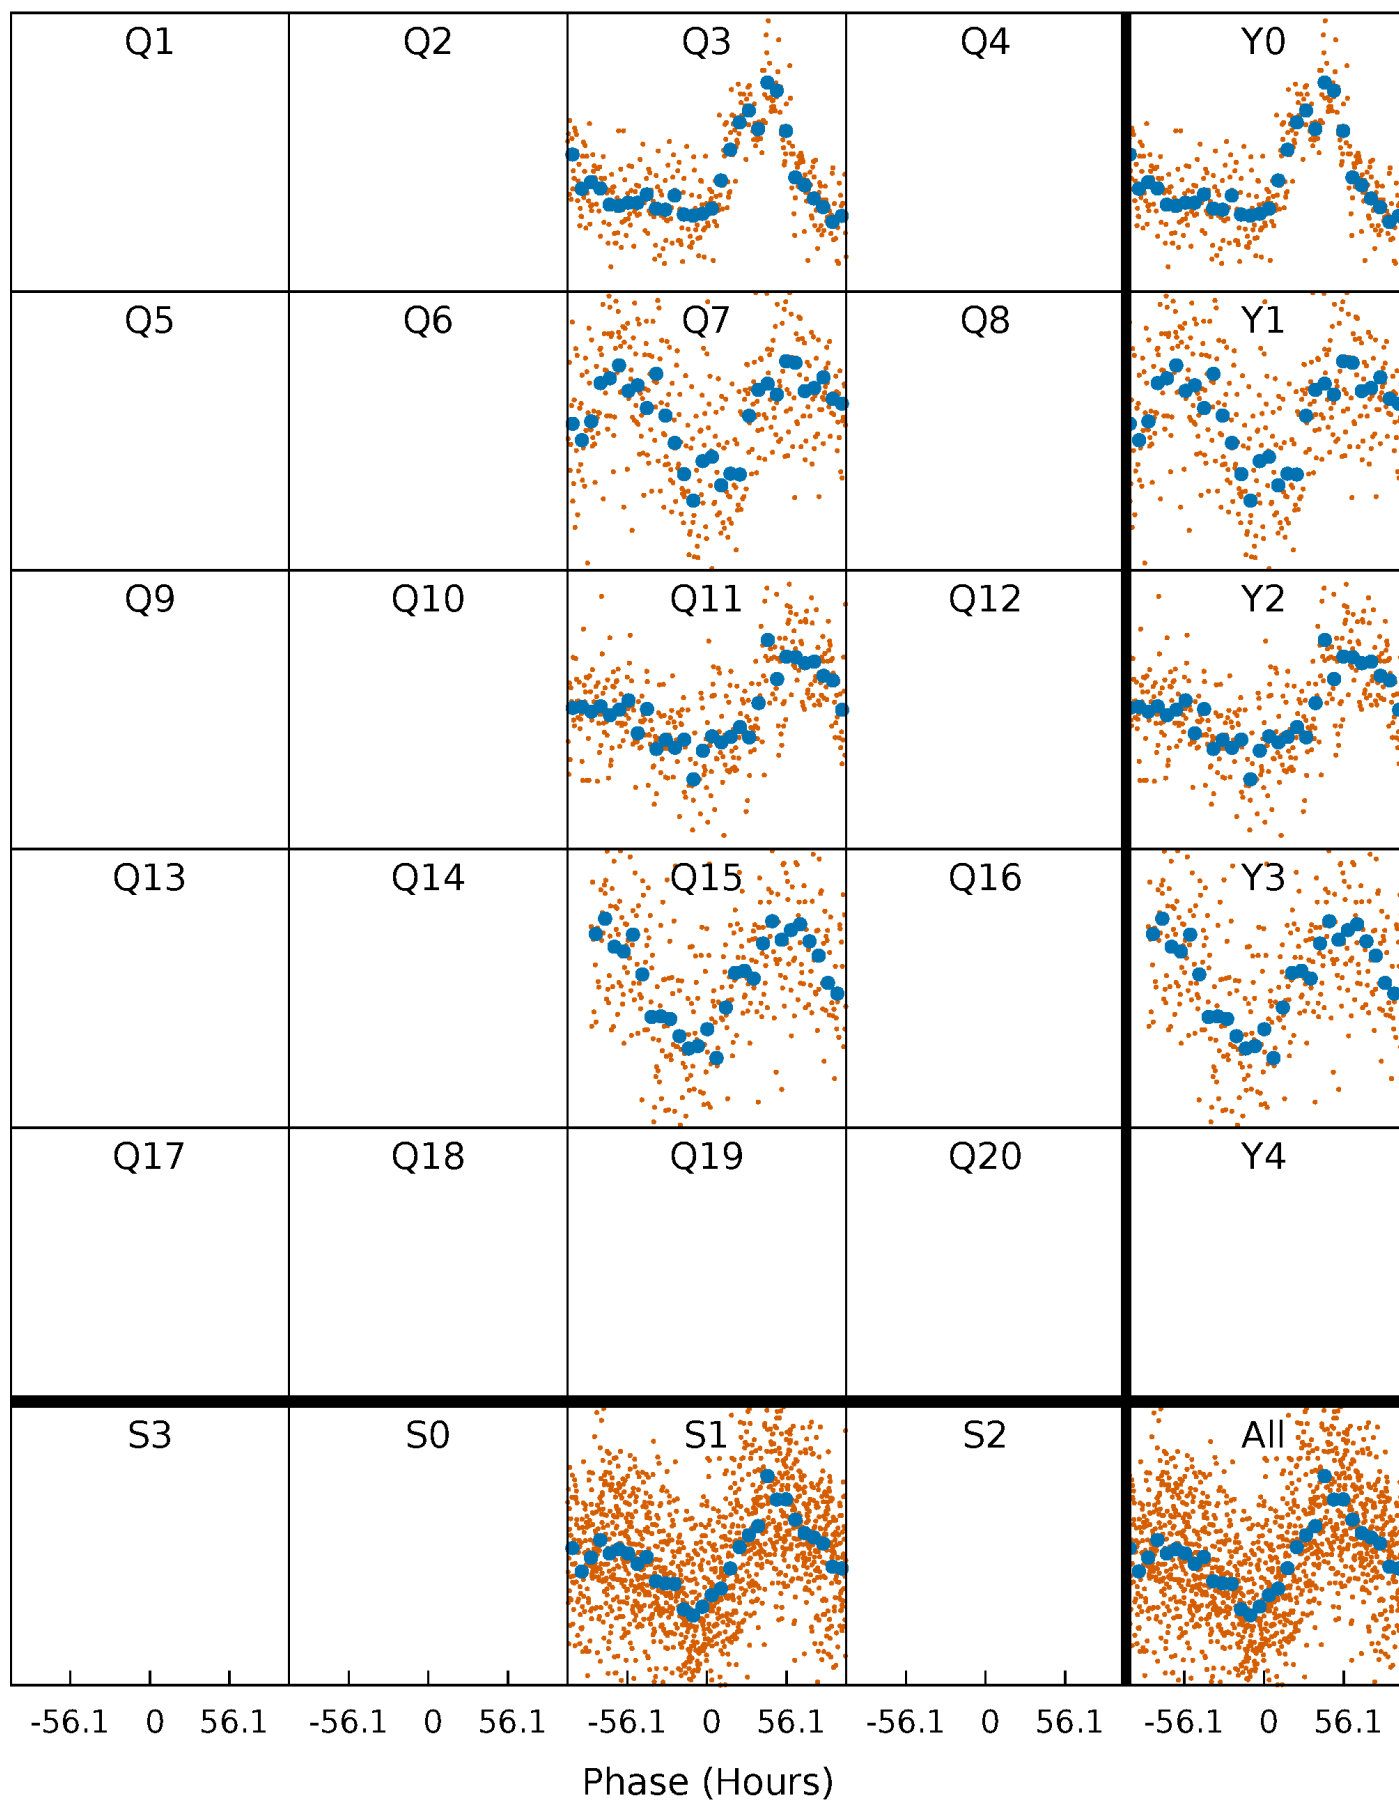 Q1 Q2 Q3 Q4 Y0
Q5 Q6 Q7 Q8 Y1
Q9 Q10 Q11 Q12 Y2
Q13 Q14 Q15 Q16 Y3
Q17 Q18 Q19 Q20 Y4
S3 S0 S1 S2 All
-56.1 0 56.1 -56.1 0 56.1 -56.1 0 56.1 -56.1 0 56.1 -56.1 0 56.1
Phase (Hours)